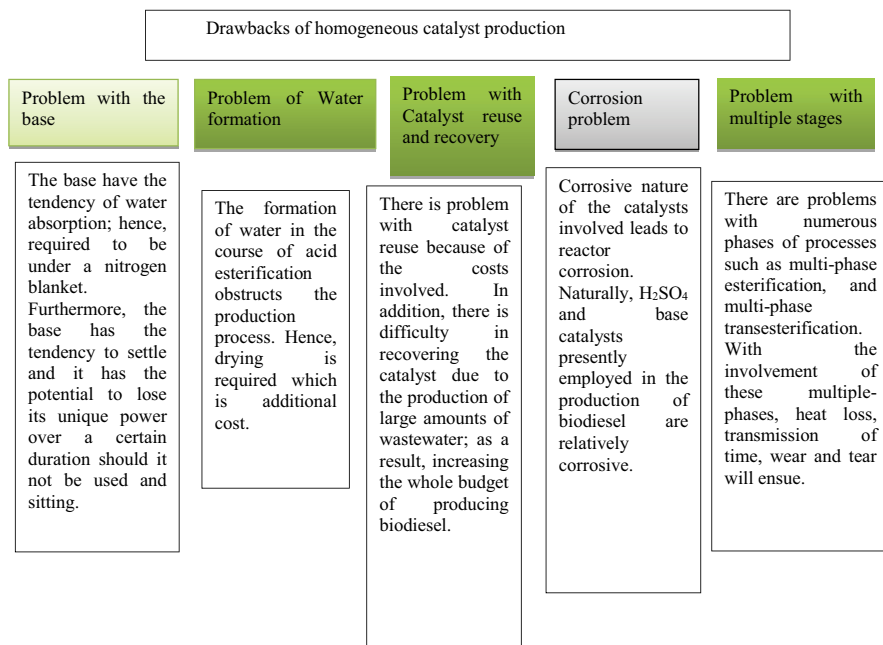 Drawbacks of homogeneous catalyst production
Problem with the
base
Problem of Water
formation
Problem with
Catalyst reuse
and recovery
Corrosion
problem
Problem with
multiple stages
The base have the
tendency of water
absorption; hence,
required to be
under a nitrogen
blanket.
Furthermore, the
base has the
tendency to settle
and it has the
potential to lose
its unique power
over a certain
duration should it
not be used and
sitting.
The formation
of water in the
course of acid
esterification
obstructs the
production
process. Hence,
drying is
required which
is additional
cost.
There is problem
with catalyst
reuse because of
the costs
involved. In
addition, there is
difficulty in
recovering the
catalyst due to
the production of
large amounts of
wastewater; as a
result, increasing
the whole budget
of producing
biodiesel.
Corrosive nature
of the catalysts
involved leads to
reactor
corrosion.
Naturally, H₂SO₄
and base
catalysts
presently
employed in the
production of
biodiesel are
relatively
corrosive.
There are problems
with numerous
phases of processes
such as multi-phase
esterification, and
multi-phase
transesterification.
With the
involvement of
these multiple-
phases, heat loss,
transmission of
time, wear and tear
will ensue.